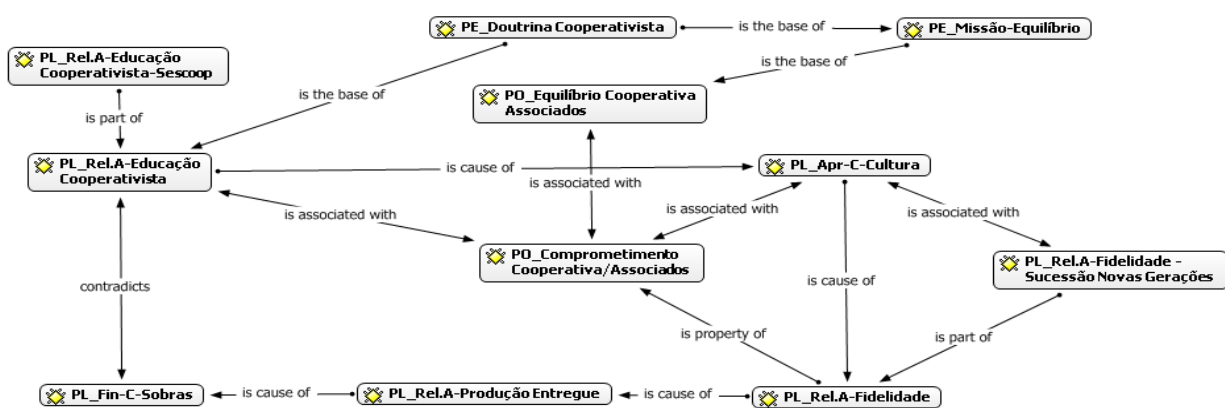 PE_Doutrina Cooperativista
is the base of
PE_Missão-Equilíbrio
PL_Rel.A-Educação
Cooperativista-Sescoop
is the base of
is the base of
PO_Equilíbrio Cooperativa
Associados
is part of
PL_Rel.A-Educação
Cooperativista
is cause of
PL_Apr-C-Cultura
is associated with
is associated with
is associated with
is associated with
PO_Comprometimento
Cooperativa/Associados
PL_Rel.A-Fidelidade -
Sucessão Novas Gerações
contradicts
is cause of
is property of
is part of
PL_Fin-C-Sobras
is cause of
PL_Rel.A-Produção Entregue
is cause of
PL_Rel.A-Fidelidade